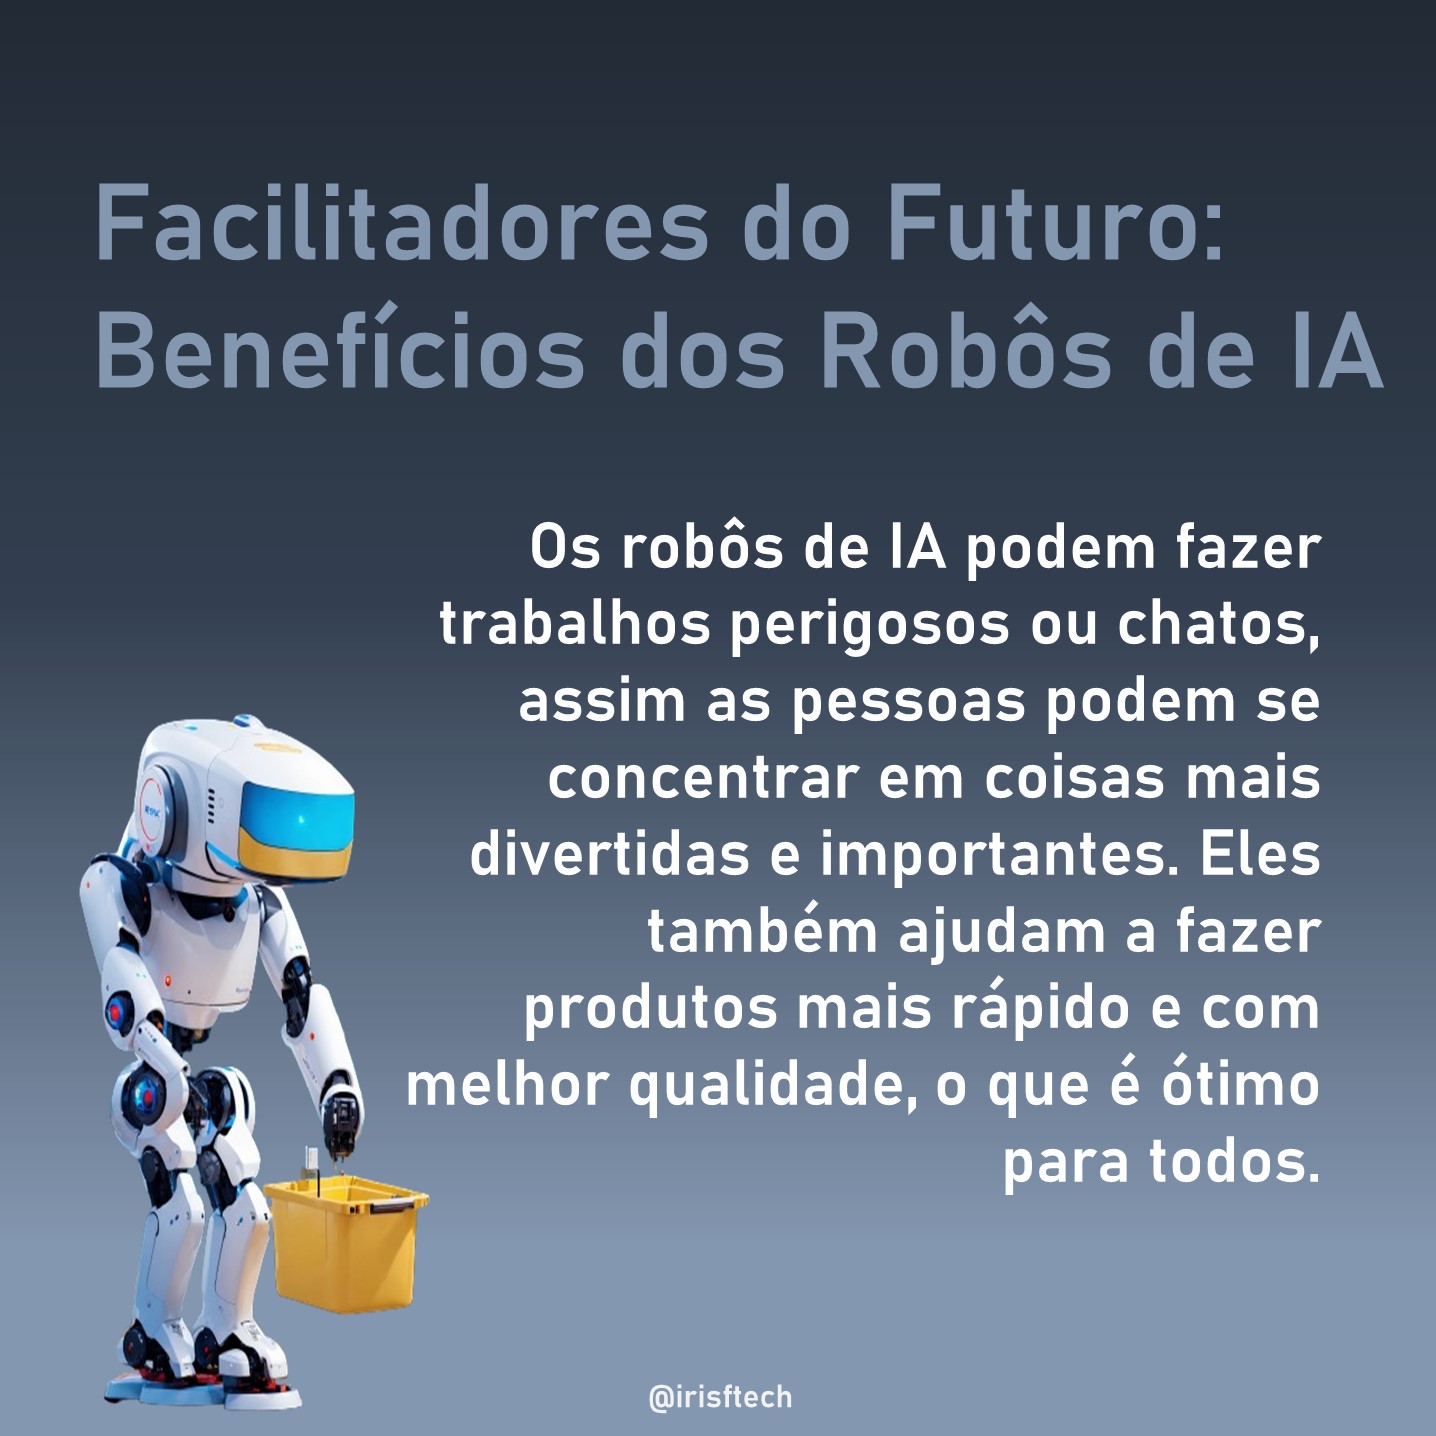 Facilitadores do Futuro:
Benefícios dos Robôs de IA
Os robôs de IA podem fazer
trabalhos perigosos ou chatos,
assim as pessoas podem se
concentrar em coisas mais
divertidas e importantes. Eles
também ajudam a fazer
produtos mais rápido e com
melhor qualidade, o que é ótimo
para todos.
@irisftech